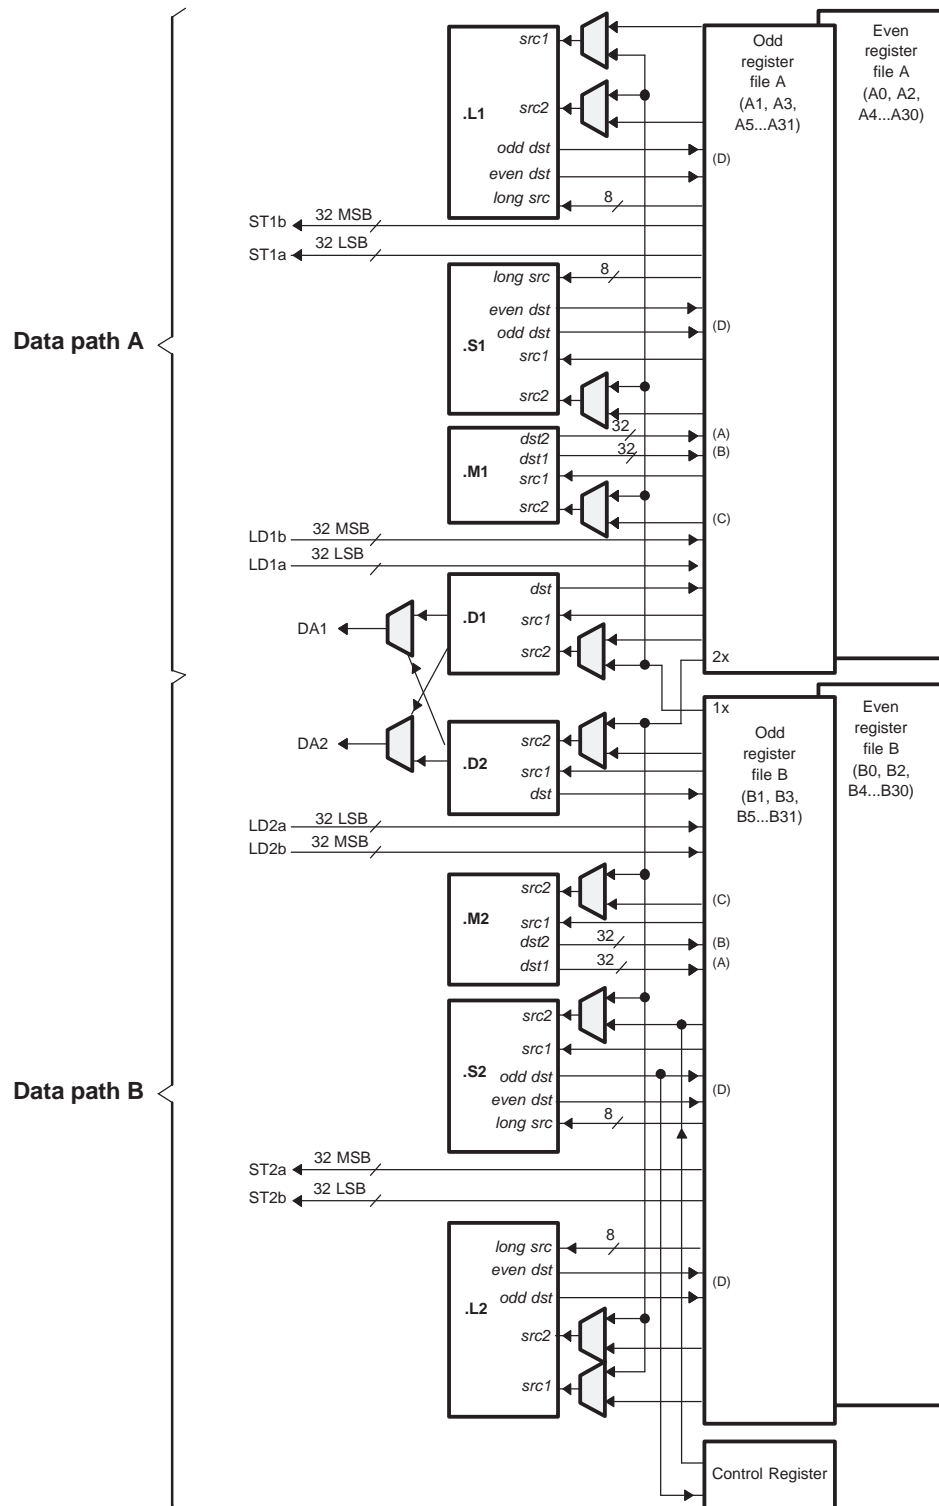 src1
Odd
register
file A
(A1, A3,
A5...A31)
Even
register
file A
(A0, A2,
A4...A30)
.L1
src2
odd dst
(D)
even dst
long src
8
ST1b
32 MSB
ST1a
32 LSB
long src
8
even dst
odd dst
(D)
Data path A
.S1
src1
src2
dst2
32
(A)
dst1
32
(B)
.M1
src1
src2
(C)
LD1b
32 MSB
LD1a
32 LSB
dst
.D1
src1
DA1
src2
2x
1x
Odd
register
file B
(B1, B3,
B5...B31)
Even
register
file B
(B0, B2,
B4...B30)
DA2
src2
.D2
src1
dst
LD2a
32 LSB
LD2b
32 MSB
src2
(C)
.M2
src1
dst2
32
(B)
dst1
32
(A)
src2
src1
.S2
odd dst
(D)
Data path B
even dst
long src
8
ST2a
32 MSB
ST2b
32 LSB
long src
8
even dst
(D)
odd dst
.L2
src2
src1
Control Register